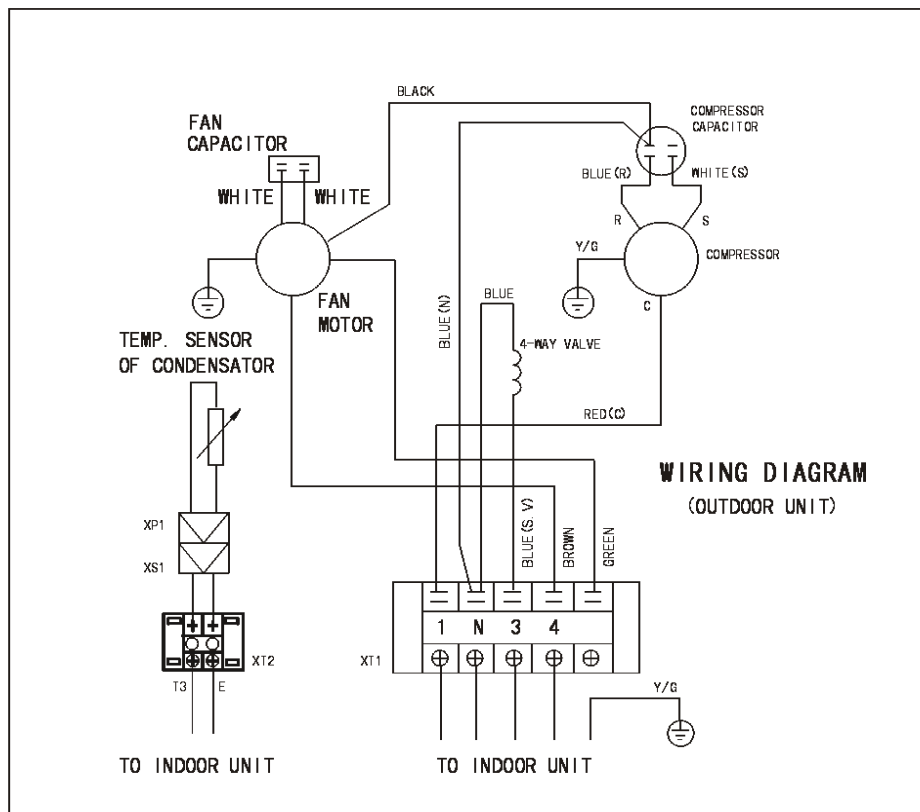 BLACK
FAN
CAPACITOR
COMPRESSOR
CAPACITOR
WHITE
WHITE
BLUE(R)
WHITE(S)
R
S
Y/G
COMPRESSOR
C
FAN
MOTOR
BLUE(N)
BLUE
4-WAY VALVE
TEMP. SENSOR
OF CONDENSATOR
RED(C)
WIRING DIAGRAM
(OUTDOOR UNIT)
XP1
XS1
BLUE(S.V)
BROWN
GREEN
1 N 3 4
XT2
XT1
T3 E
Y/G
TO INDOOR UNIT
TO INDOOR UNIT